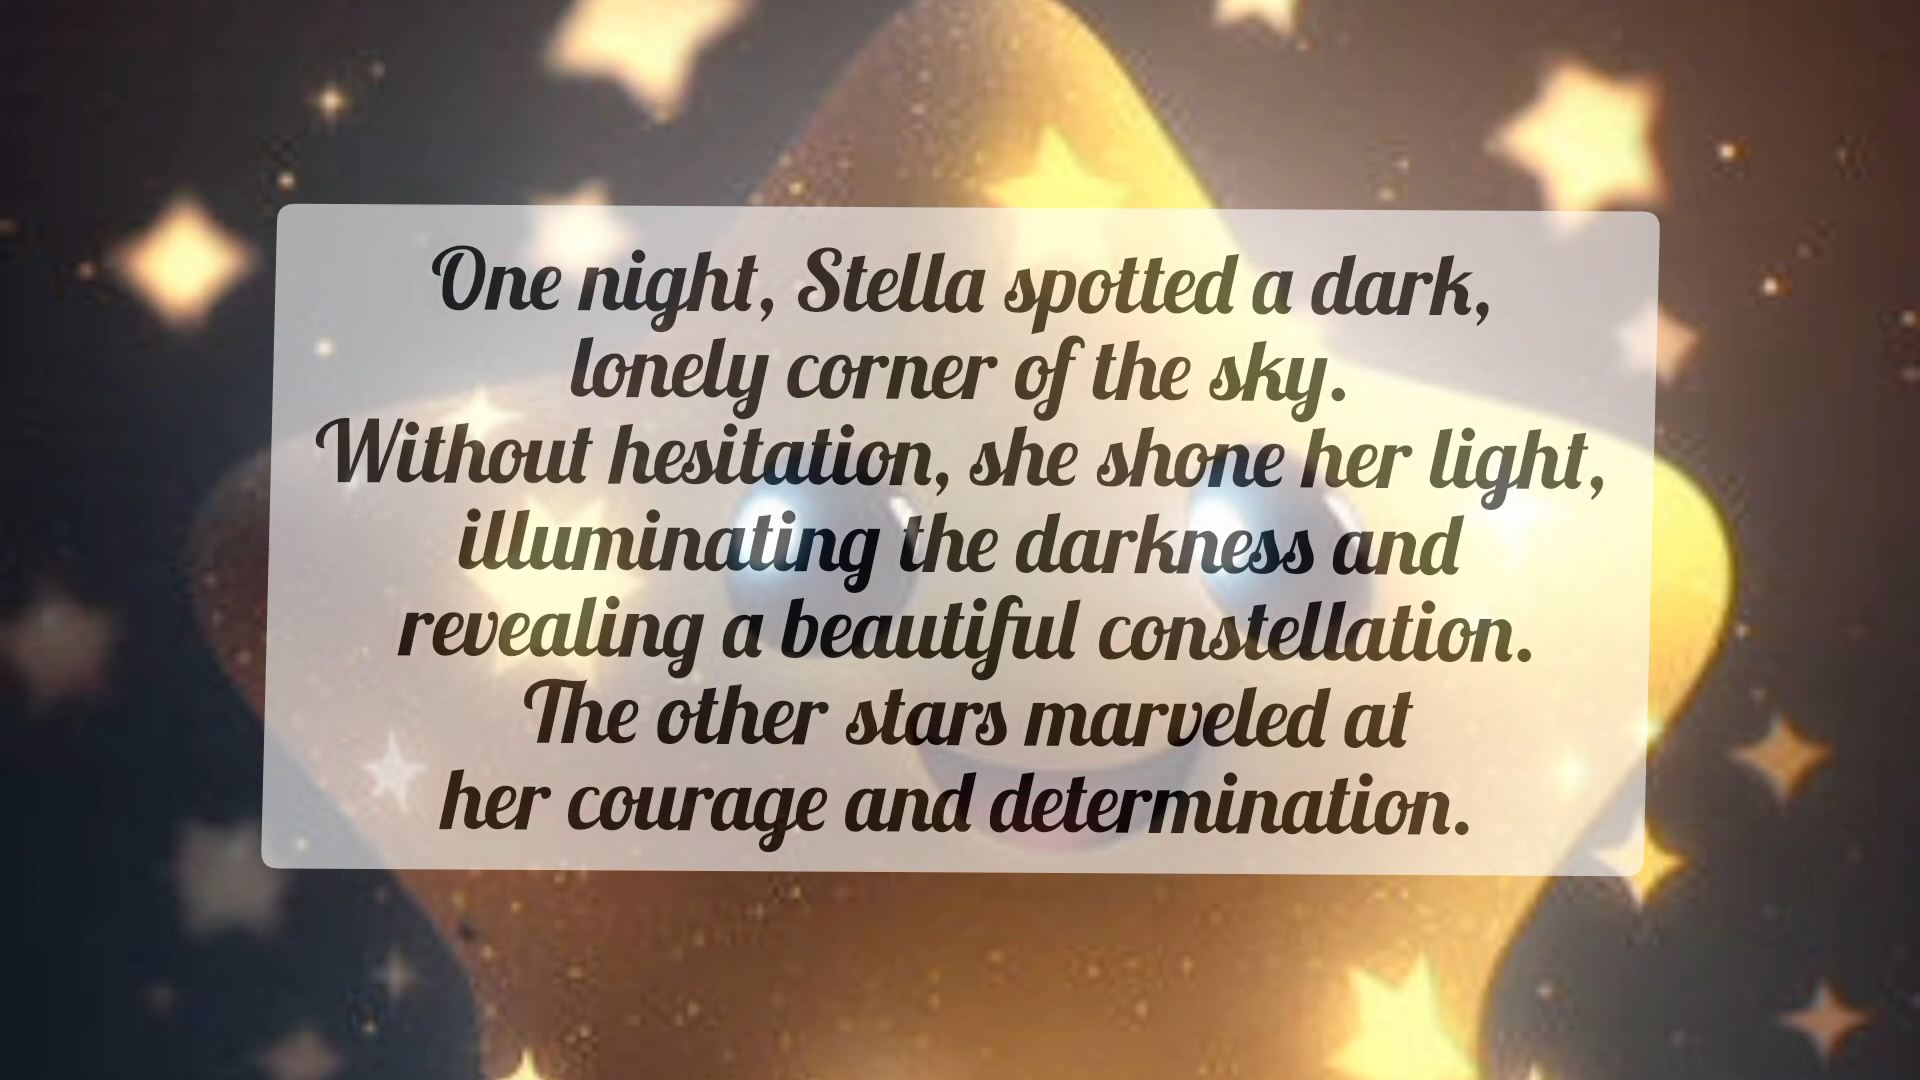 One night, Stella spotted a dark,
lonely corner of the sky.
Without hesitation, she shone her light,
illuminating the darkness and
revealing a beautiful constellation.
The other stars marveled at
her courage and determination.